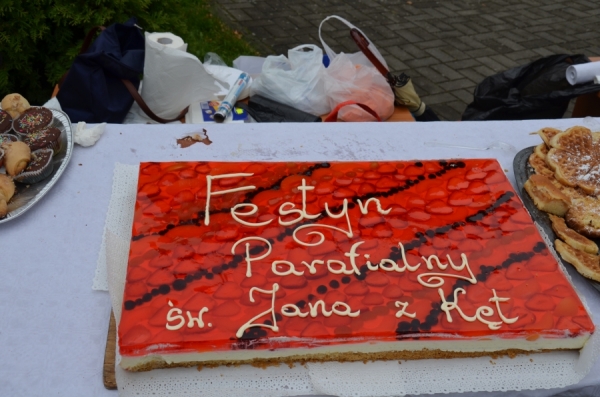 Festyn
Parafialny
św. Jana z Kęt